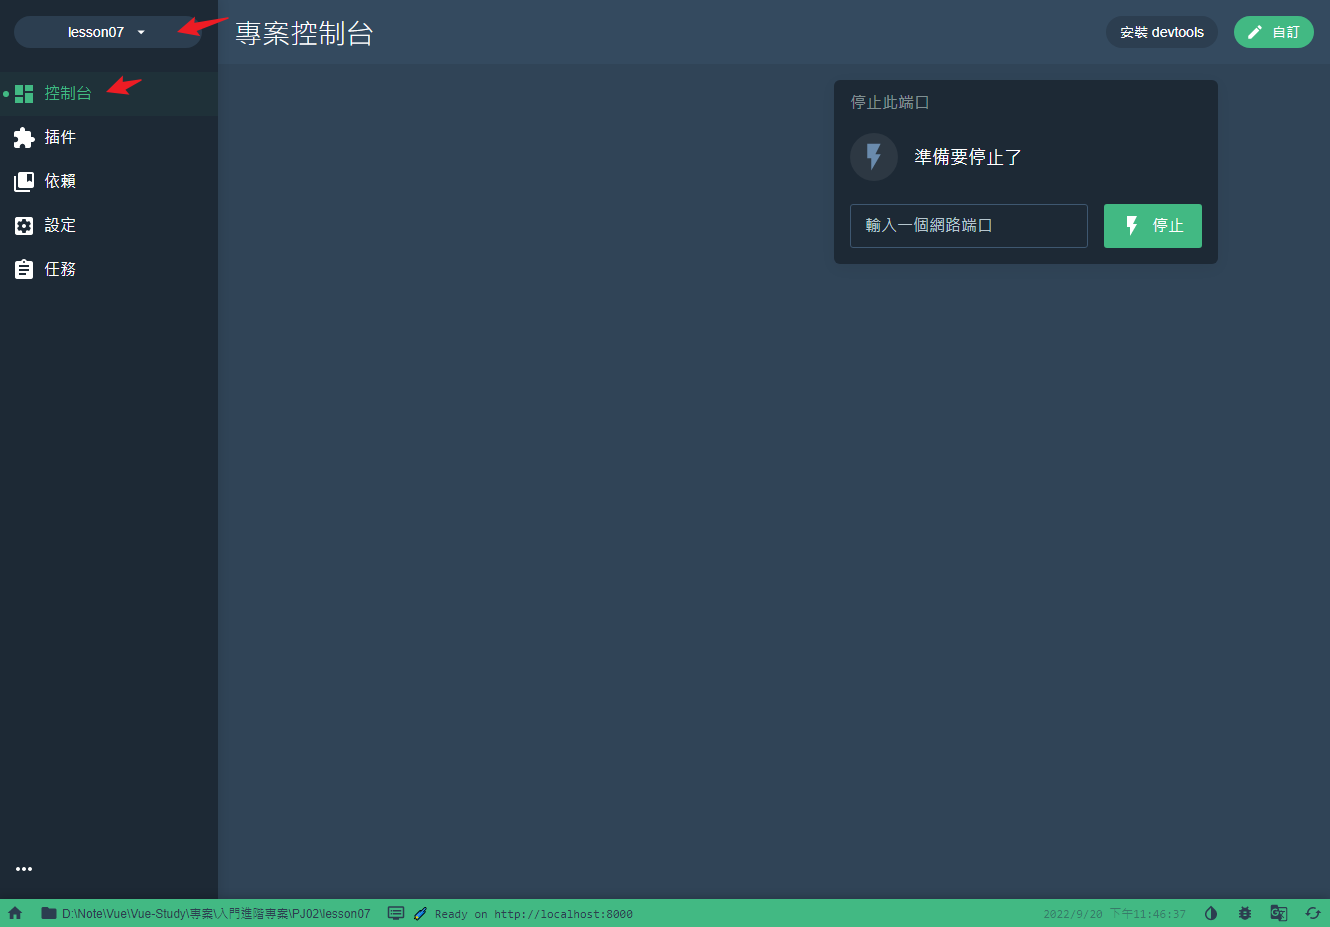 lesson07
專案控制台
安裝 devtools
自訂
控制台
插件
依賴
設定
任務
停止此端口
準備要停止了
輸入一個網路端口
停止
D:\Note\Vue\Vue-Study\專案\入門進階專案\PJ02\lesson07
Ready on http://localhost:8000
2022/9/20 下午11:46:37